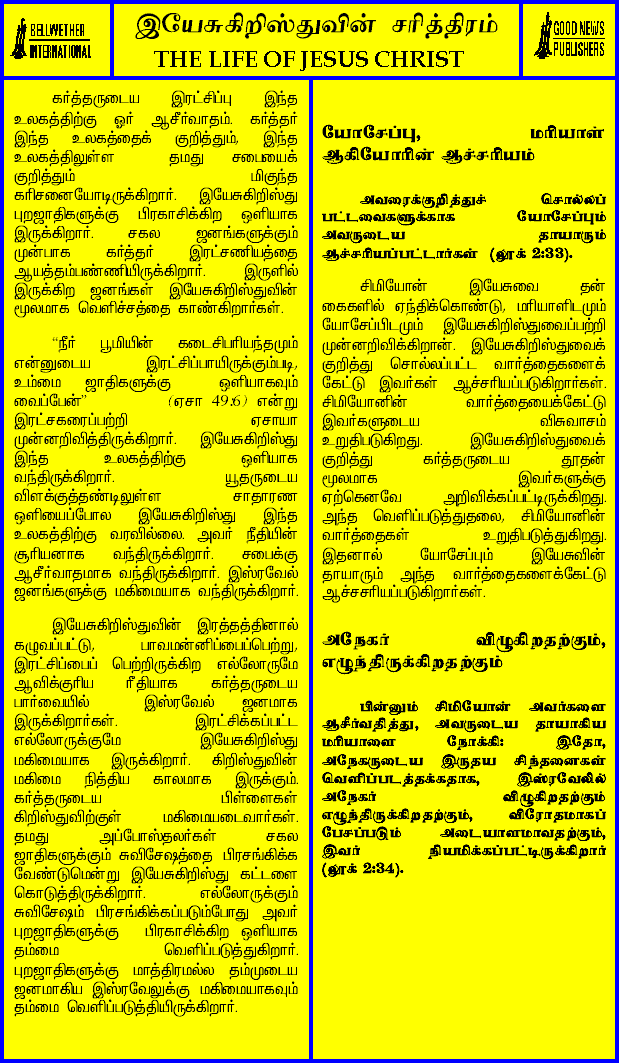 BELLWETHER
INTERNATIONAL
இயேசுகிறிஸ்துவின் சரித்திரம்
THE LIFE OF JESUS CHRIST
GOOD NEWS
PUBLISHERS
கர்த்தருடைய இரட்சிப்பு இந்த
உலகத்திற்கு ஓர் ஆசீர்வாதம். கர்த்தர்
இந்த உலகத்தைக் குறித்தும், இந்த
உலகத்திலுள்ள தமது சபையைக்
குறித்தும் மிகுந்த
கரிசனையோடிருக்கிறார். இயேசுகிறிஸ்து
புறஜாதிகளுக்கு பிரகாசிக்கிற ஒளியாக
இருக்கிறார். சகல ஜனங்களுக்கும்
முன்பாக கர்த்தர் இரட்சணியத்தை
ஆயத்தம்பண்ணியிருக்கிறார். இருளில்
இருக்கிற ஜனங்கள் இயேசுகிறிஸ்துவின்
மூலமாக வெளிச்சத்தை காண்கிறார்கள்.
“நீர் பூமியின் கடைசிபரியந்தமும்
என்னுடைய இரட்சிப்பாயிருக்கும்படி,
உம்மை ஜாதிகளுக்கு ஒளியாகவும்
வைப்பேன்” (ஏசா 49:6) என்று
இரட்சகரைப்பற்றி ஏசாயா
முன்னறிவித்திருக்கிறார். இயேசுகிறிஸ்து
இந்த உலகத்திற்கு ஒளியாக
வந்திருக்கிறார். யூதருடைய
விளக்குத்தண்டிலுள்ள சாதாரண
ஒளியைப்போல இயேசுகிறிஸ்து இந்த
உலகத்திற்கு வரவில்லை. அவர் நீதியின்
சூரியனாக வந்திருக்கிறார். சபைக்கு
ஆசீர்வாதமாக வந்திருக்கிறார். இஸ்ரவேல்
ஜனங்களுக்கு மகிமையாக வந்திருக்கிறார்.
இயேசுகிறிஸ்துவின் இரத்தத்தினால்
கழுவப்பட்டு, பாவமன்னிப்பைப்பெற்று,
இரட்சிப்பைப் பெற்றிருக்கிற எல்லோருமே
ஆவிக்குரிய ரீதியாக கர்த்தருடைய
பார்வையில் இஸ்ரவேல் ஜனமாக
இருக்கிறார்கள். இரட்சிக்கப்பட்ட
எல்லோருக்குமே இயேசுகிறிஸ்து
மகிமையாக இருக்கிறார். கிறிஸ்துவின்
மகிமை நித்திய காலமாக இருக்கும்.
கர்த்தருடைய பிள்ளைகள்
கிறிஸ்துவிற்குள் மகிமையடைவார்கள்.
தமது அப்போஸ்தலர்கள் சகல
ஜாதிகளுக்கும் சுவிசேஷத்தை பிரசங்கிக்க
வேண்டுமென்று இயேசுகிறிஸ்து கட்டளை
கொடுத்திருக்கிறார். எல்லோருக்கும்
சுவிசேஷம் பிரசங்கிக்கப்படும்போது அவர்
புறஜாதிகளுக்கு பிரகாசிக்கிற ஒளியாக
தம்மை வெளிப்படுத்துகிறார்.
புறஜாதிகளுக்கு மாத்திரமல்ல தம்முடைய
ஜனமாகிய இஸ்ரவேலுக்கு மகிமையாகவும்
தம்மை வெளிப்படுத்தியிருக்கிறார்.
யோசேப்பு, மரியாள்
ஆகியோரின் ஆச்சரியம்
அவரைக்குறித்துச் சொல்லப்
பட்டவைகளுக்காக யோசேப்பும்
அவருடைய தாயாரும்
ஆச்சரியப்பட்டார்கள் (லூக் 2:33).
சிமியோன் இயேசுவை தன்
கைகளில் ஏந்திக்கொண்டு, மரியாளிடமும்
யோசேப்பிடமும் இயேசுகிறிஸ்துவைப்பற்றி
முன்னறிவிக்கிறான். இயேசுகிறிஸ்துவைக்
குறித்து சொல்லப்பட்ட வார்த்தைகளைக்
கேட்டு இவர்கள் ஆச்சரியப்படுகிறார்கள்.
சிமியோனின் வார்த்தையைக்கேட்டு
இவர்களுடைய விசுவாசம்
உறுதிபடுகிறது. இயேசுகிறிஸ்துவைக்
குறித்து கர்த்தருடைய தூதன்
மூலமாக இவர்களுக்கு
ஏற்கெனவே அறிவிக்கப்பட்டிருக்கிறது.
அந்த வெளிப்படுத்துதலை, சிமியோனின்
வார்த்தைகள் உறுதிபடுத்துகிறது.
இதனால் யோசேப்பும் இயேசுவின்
தாயாரும் அந்த வார்த்தைகளைக்கேட்டு
ஆச்சசரியப்படுகிறார்கள்.
அநேகர் விழுகிறதற்கும்,
எழுந்திருக்கிறதற்கும்
பின்னும் சிமியோன் அவர்களை
ஆசீர்வதித்து, அவருடைய தாயாகிய
மரியாளை நோக்கி: இதோ,
அநேகருடைய இருதய சிந்தனைகள்
வெளிப்படத்தக்கதாக, இஸ்ரவேலில்
அநேகர் விழுகிறதற்கும்
எழுந்திருக்கிறதற்கும், விரோதமாகப்
பேசப்படும் அடையாளமாவதற்கும்,
இவர் நியமிக்கப்பட்டிருக்கிறார்
(லூக் 2:34).